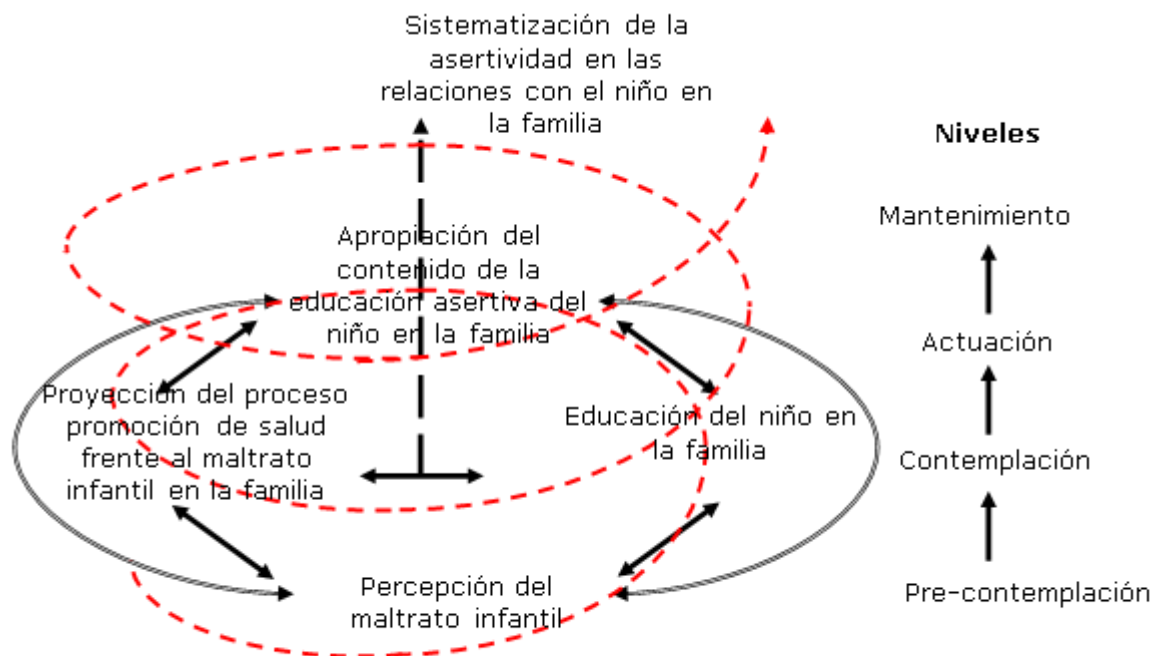 Sistematización de la
asertividad en las
relaciones con el niño en
la familia
Niveles
Mantenimiento
Apropiación del
contenido de la
educación asertiva del
niño en la familia
Actuación
Proyección del proceso
promoción de salud
frente al maltrato
infantil en la familia
Educación del niño en
la familia
Contemplación
Percepción del
maltrato infantil
Pre-contemplación